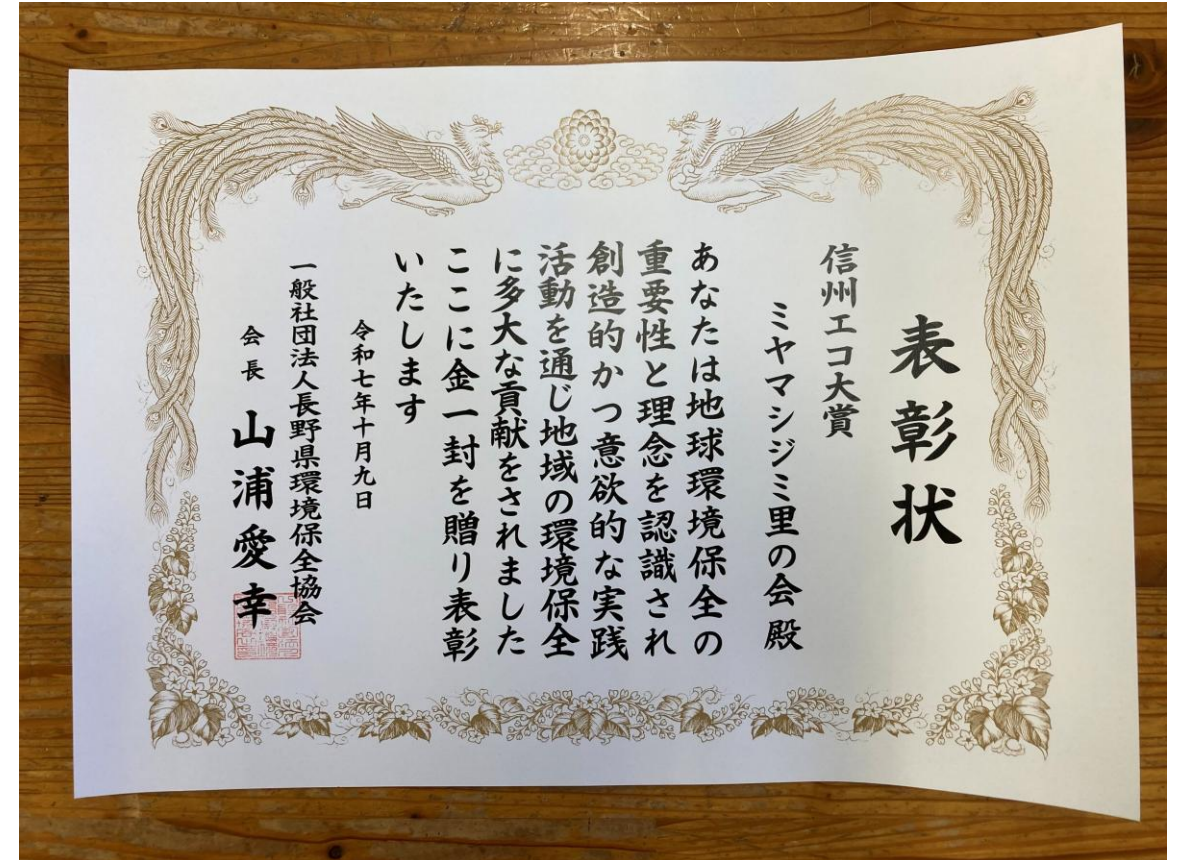 表彰状
信州エコ大賞
ミヤマシジミ里の会 殿
あなたは地球環境保全の
重要性と理念を認識され
創造的かつ意欲的な実践
活動を通じ地域の環境保全
に多大な貢献をされました
ここに金一封を贈り表彰
いたします
令和七年十月九日
一般社団法人長野県環境保全協会
会長 山浦愛幸